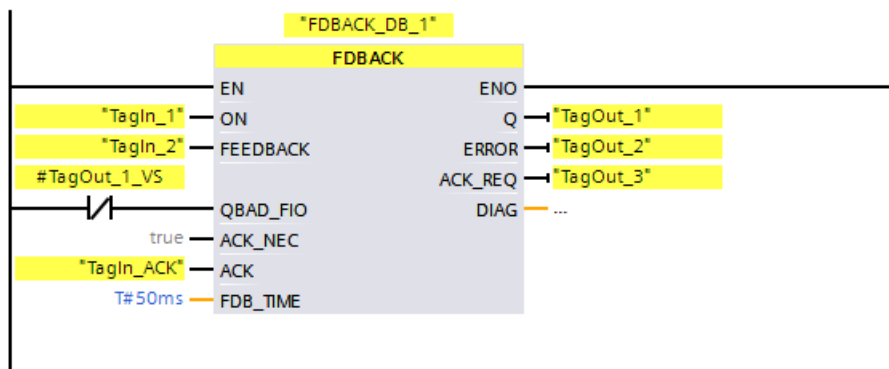 "FDBACK_DB_1"
FDBACK
EN ENO
"TagIn_1" ON Q "TagOut_1"
"TagIn_2" FEEDBACK ERROR "TagOut_2"
#TagOut_1_VS ACK_REQ "TagOut_3"
QBAD_FIO DIAG ...
true ACK_NEC
"TagIn_ACK" ACK
T#50ms FDB_TIME